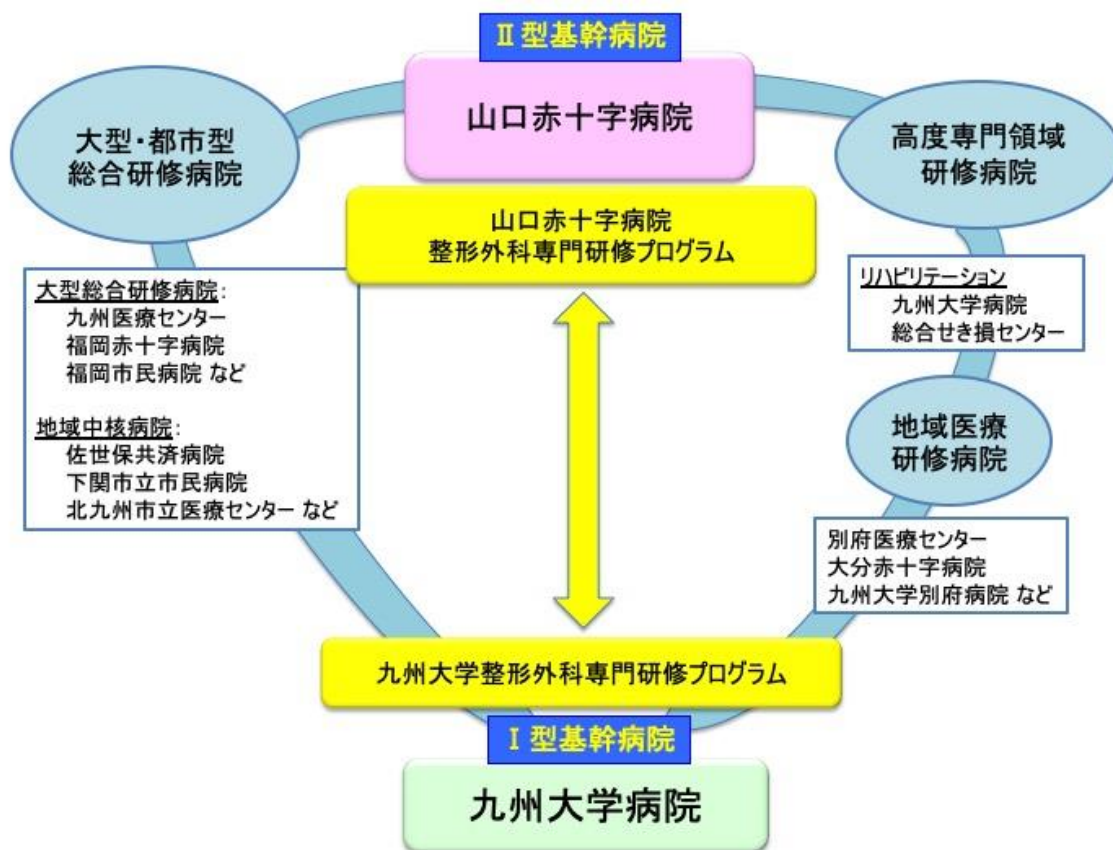 Ⅱ型基幹病院
山口赤十字病院
大型・都市型
総合研修病院
高度専門領域
研修病院
山口赤十字病院
整形外科専門研修プログラム
大型総合研修病院：
九州医療センター
福岡赤十字病院
福岡市民病院 など
地域中核病院：
佐世保共済病院
下関市立市民病院
北九州市立医療センター など
リハビリテーション
九州大学病院
総合せき損センター
地域医療
研修病院
別府医療センター
大分赤十字病院
九州大学別府病院 など
九州大学整形外科専門研修プログラム
Ⅰ型基幹病院
九州大学病院